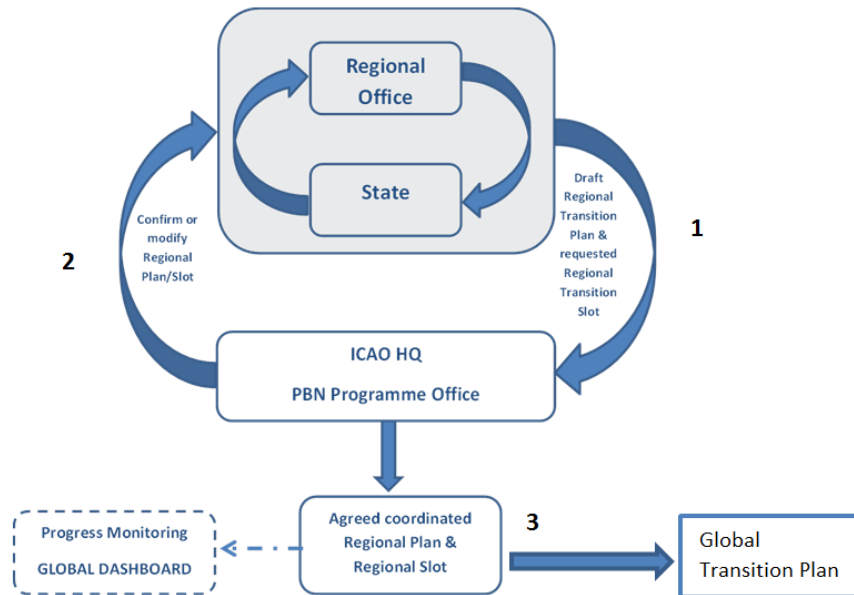 Regional
Office
State
Confirm or
modify
Regional
Plan/Slot
2
Draft
Regional
Transition
Plan &
requested
Regional
Transition
Slot
1
ICAO HQ
PBN Programme Office
Progress Monitoring
GLOBAL DASHBOARD
Agreed coordinated
Regional Plan &
Regional Slot
3
Global
Transition Plan